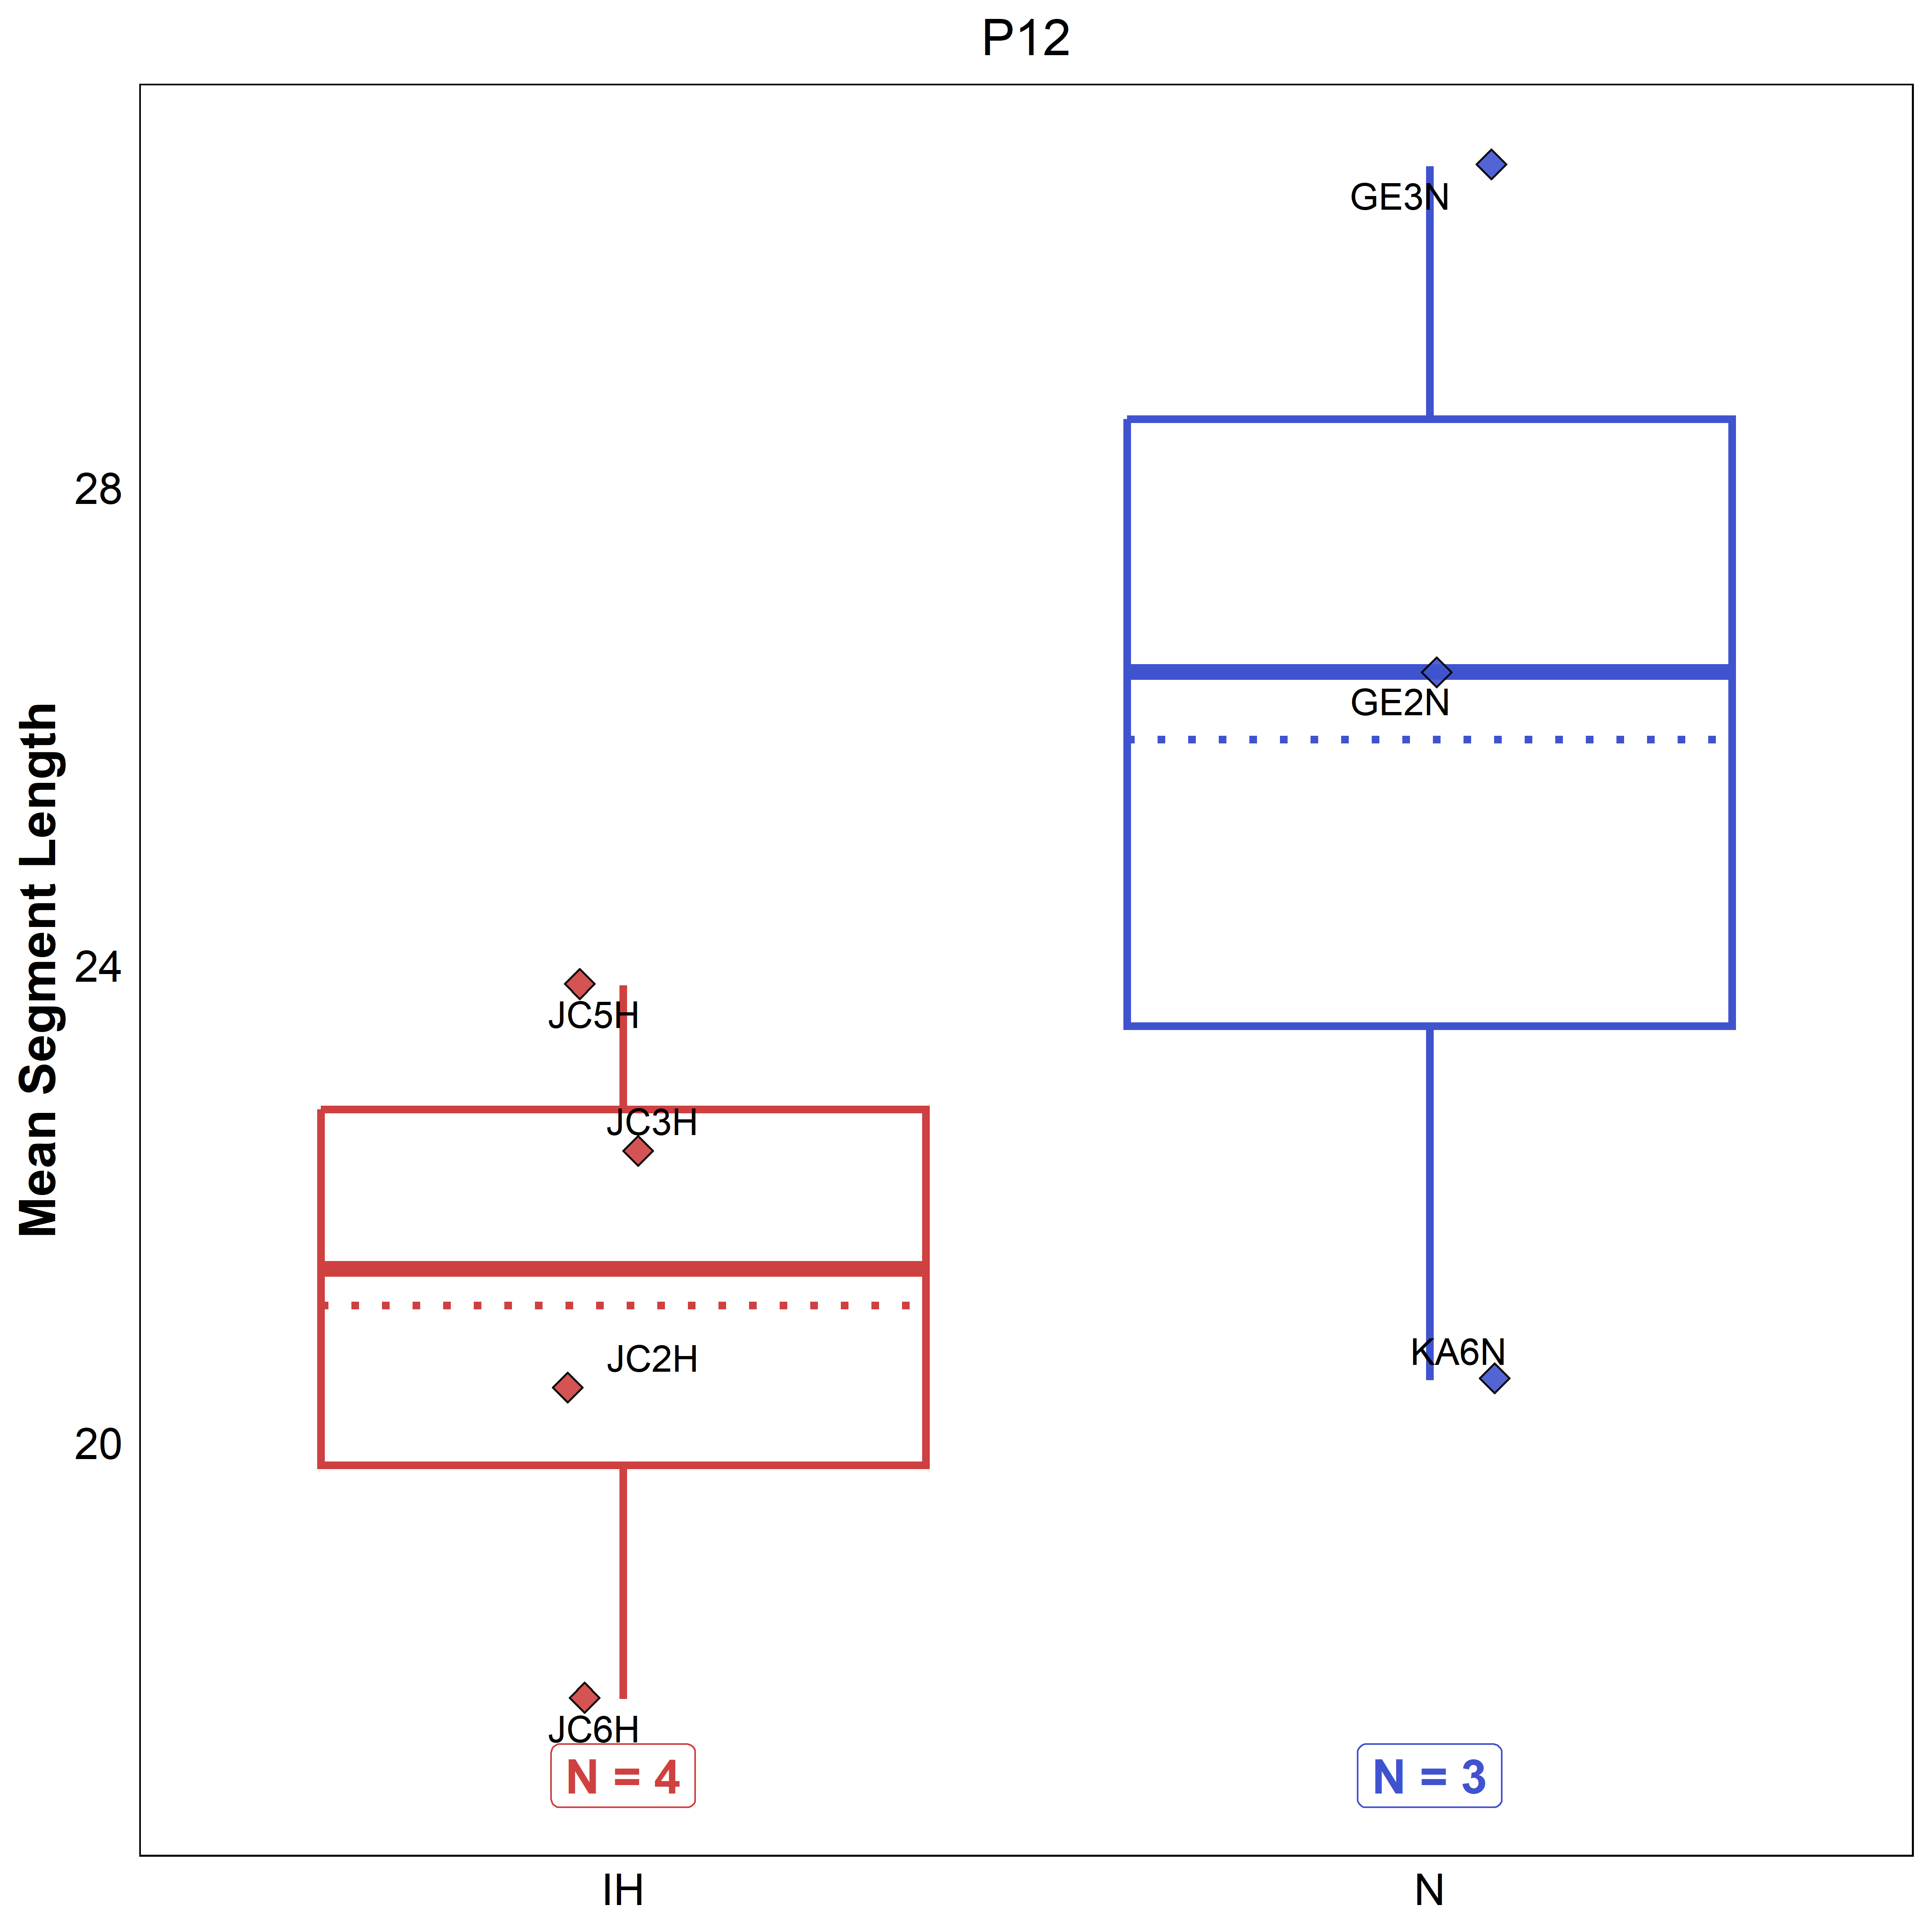 P12
Mean Segment Length
28
24
20
GE3N
GE2N
JC5H
JC3H
JC2H
KA6N
JC6H
N = 4
N = 3
IH
N